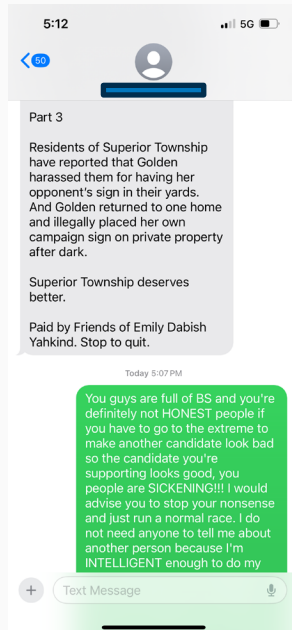 5:12
5G
50
Part 3
Residents of Superior Township
have reported that Golden
harassed them for having her
opponent's sign in their yards.
And Golden returned to one home
and illegally placed her own
campaign sign on private property
after dark.
Superior Township deserves
better.
Paid by Friends of Emily Dabish
Yahkind. Stop to quit.
Today 5:07 PM
You guys are full of BS and you're
definitely not HONEST people if
you have to go to the extreme to
make another candidate look bad
so the candidate you're
supporting looks good, you
people are SICKENING!!! I would
advise you to stop your nonsense
and just run a normal race. I do
not need anyone to tell me about
another person because I'm
INTELLIGENT enough to do my
Text Message